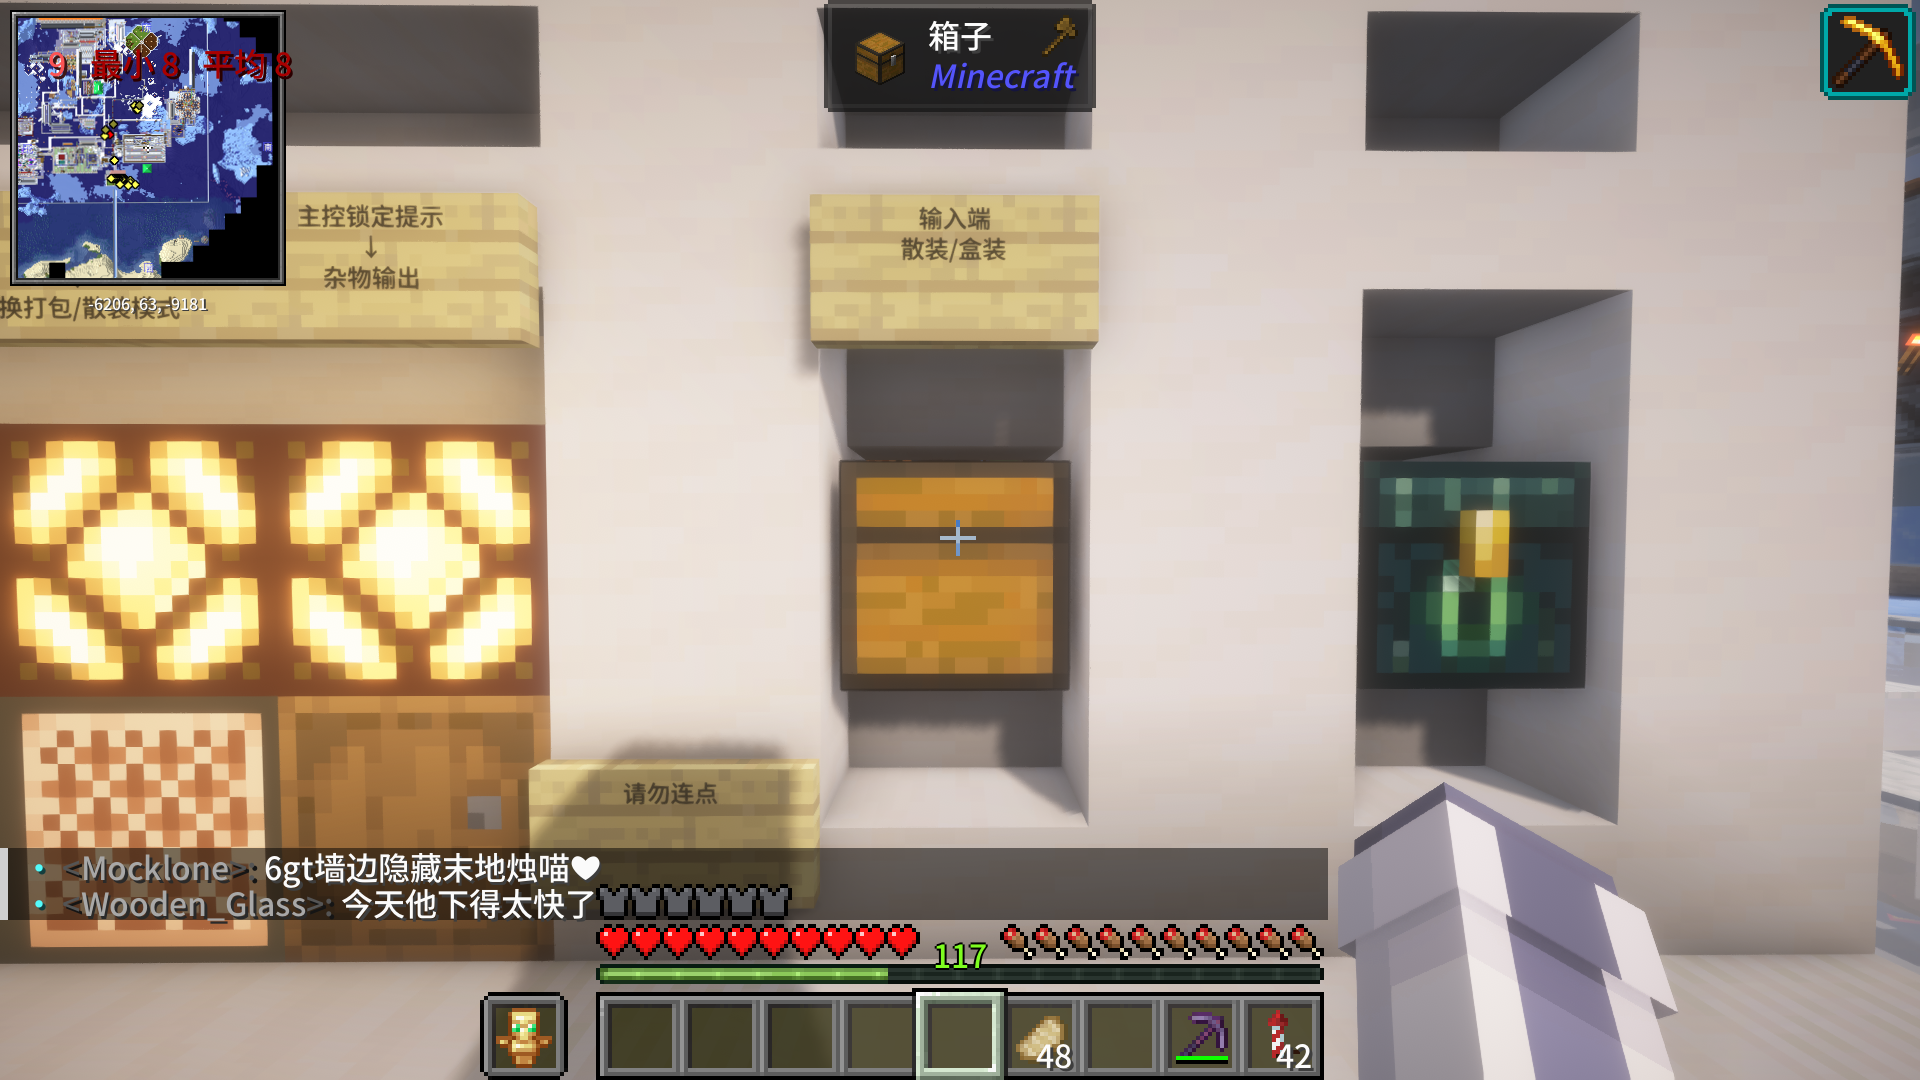 箱子
Minecraft
9 最小 8 平均 8
主控锁定提示
↓
杂物输出
换打包/散装模式
-6206, 63, -9181
输入端
散装/盒装
请勿连点
<Mocklone>: 6gt墙边隐藏末地烛喵♥
<Wooden_Glass>: 今天他下得太快了
117
48
42